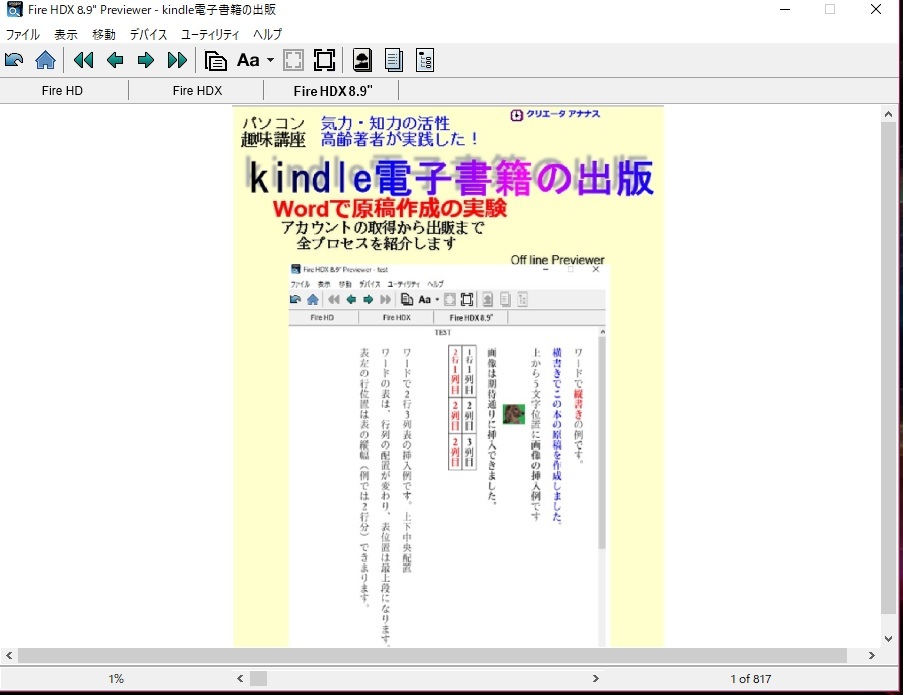 Fire HDX 8.9" Previewer - kindle電子書籍の出版
ファイル 表示 移動 デバイス ユーティリティ ヘルプ
Aa
Fire HD Fire HDX Fire HDX 8.9"
パソコン 気力・知力の活性
趣味講座 高齢著者が実践した！
クリエータ アナナス
kindle電子書籍の出版
Wordで原稿作成の実験
アカウントの取得から出版まで
全プロセスを紹介します
Off line Previewer
Fire HDX 8.9" Previewer - test
ファイル 表示 移動 デバイス ユーティリティ ヘルプ
Aa
Fire HD Fire HDX Fire HDX 8.9"
TEST
ワードで縦書きの例です。
横書きでこの本の原稿を作成しました。
上から５文字位置に画像の挿入例です
画像は期待通りに挿入できました。
１行１列目 ２列目 ３列目
２行１列目 ２列目 ２列目
ワードで２行３列表の挿入例です。上下中央配置
ワードの表は、行列の配置が変わり、表位置は最上段になります。
表左の行位置は表の縦幅（例では２行分）できまります。
1% 1 of 817